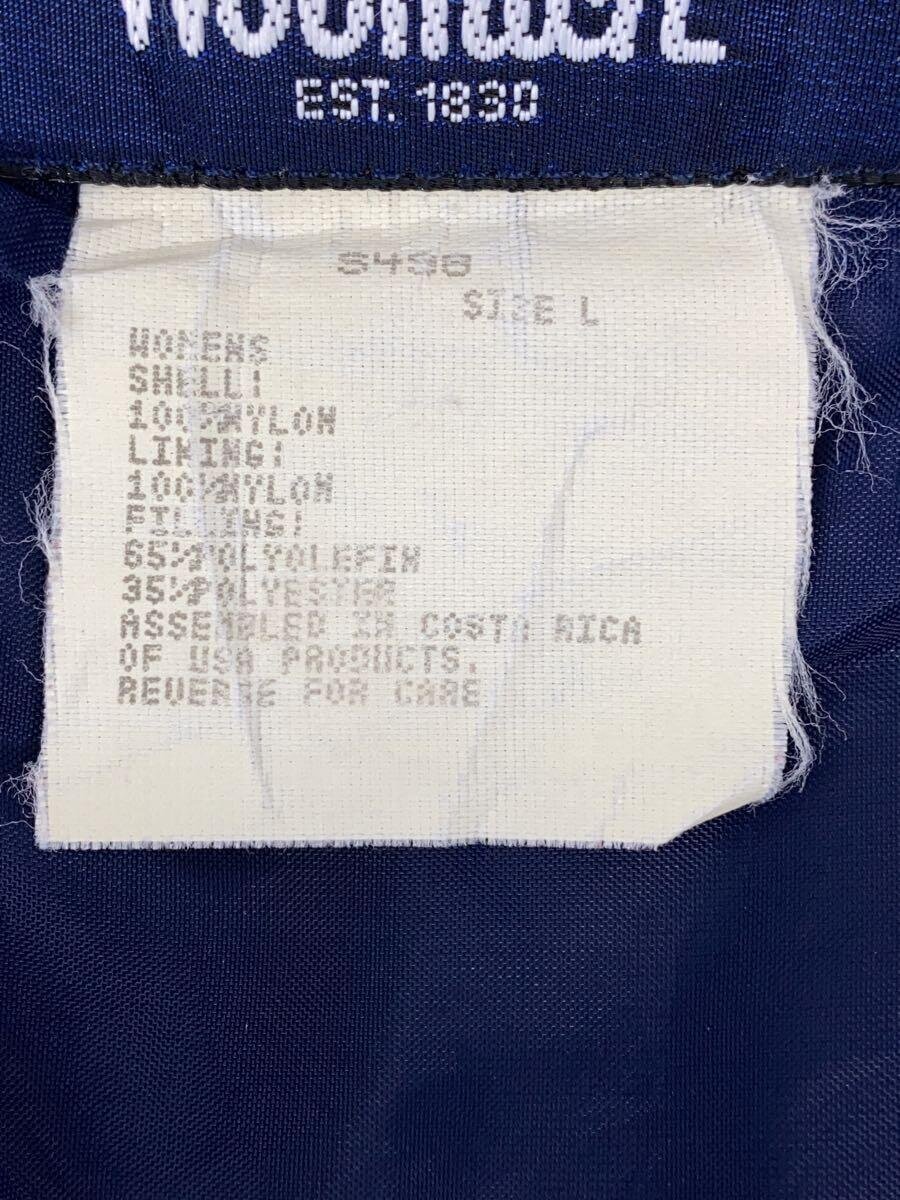 Woolrich
EST. 1830
SIZE L
WOMENS
SHELL:
100%NYLON
LINING:
100%NYLON
FILLING:
65%POLYOLEFIN
35%POLYESTER
ASSEMBLED IN COSTA RICA
OF USA PRODUCTS.
REVERSE FOR CARE